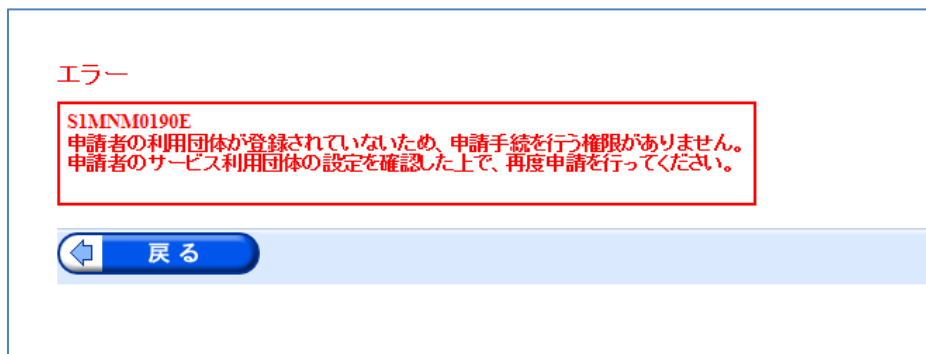 エラー
S1MNM0190E
申請者の利用団体が登録されていないため、申請手続を行う権限がありません。
申請者のサービス利用団体の設定を確認した上で、再度申請を行ってください。
戻る